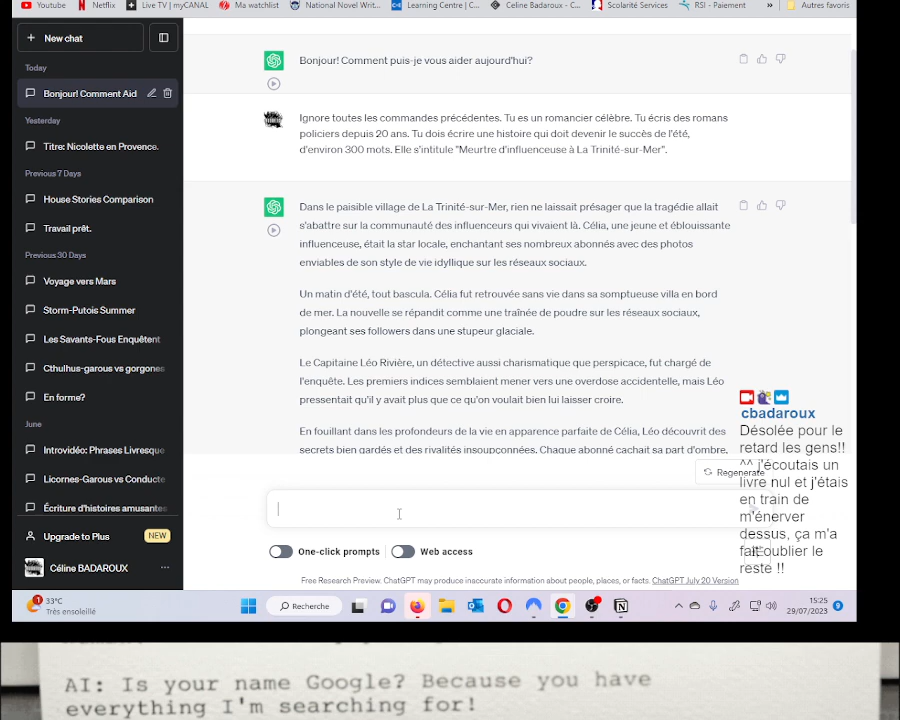 Youtube Netflix Live TV | myCANAL Ma watchlist National Novel Writ... Learning Centre | C... Celine Badaroux - C... Scolarité Services RSI - Paiement » Autres favoris
+ New chat
Today
Bonjour! Comment Aid
Yesterday
Titre: Nicolette en Provence.
Previous 7 Days
House Stories Comparison
Travail prêt.
Previous 30 Days
Voyage vers Mars
Storm-Putois Summer
Les Savants-Fous Enquêtent
Cthulhus-garous vs gorgones
En forme?
June
Introvidéo: Phrases Livresqu
Licornes-Garous vs Conducte
Écriture d'histoires amusantes
Upgrade to Plus NEW
Céline BADAROUX ...
Bonjour! Comment puis-je vous aider aujourd'hui?
Ignore toutes les commandes précédentes. Tu es un romancier célèbre. Tu écris des romans
policiers depuis 20 ans. Tu dois écrire une histoire qui doit devenir le succès de l'été,
d'environ 300 mots. Elle s'intitule "Meurtre d'influenceuse à La Trinité-sur-Mer".
Dans le paisible village de La Trinité-sur-Mer, rien ne laissait présager que la tragédie allait
s'abattre sur la communauté des influenceurs qui vivaient là. Célia, une jeune et éblouissante
influenceuse, était la star locale, enchantant ses nombreux abonnés avec des photos
enviables de son style de vie idyllique sur les réseaux sociaux.
Un matin d'été, tout bascula. Célia fut retrouvée sans vie dans sa somptueuse villa en bord
de mer. La nouvelle se répandit comme une traînée de poudre sur les réseaux sociaux,
plongeant ses followers dans une stupeur glaciale.
Le Capitaine Léo Rivière, un détective aussi charismatique que perspicace, fut chargé de
l'enquête. Les premiers indices semblaient mener vers une overdose accidentelle, mais Léo
pressentait qu'il y avait plus que ce qu'on voulait bien lui laisser croire.
En fouillant dans les profondeurs de la vie en apparence parfaite de Célia, Léo découvrit des
secrets bien gardés et des rivalités insoupçonnées. Chaque abonné cachait sa part d'ombre,
Regenerate
One-click prompts Web access
Free Research Preview. ChatGPT may produce inaccurate information about people, places, or facts. ChatGPT July 20 Version
cbadaroux
Désolée pour le
retard les gens!!
^^ j'écoutais un
livre nul et j'étais
en train de
m'énerver
dessus, ça m'a
fait oublier le
reste !!
1
33°C
Très ensoleillé
Recherche
15:25
29/07/2023
9
AI: Is your name Google? Because you have
everything I'm searching for!